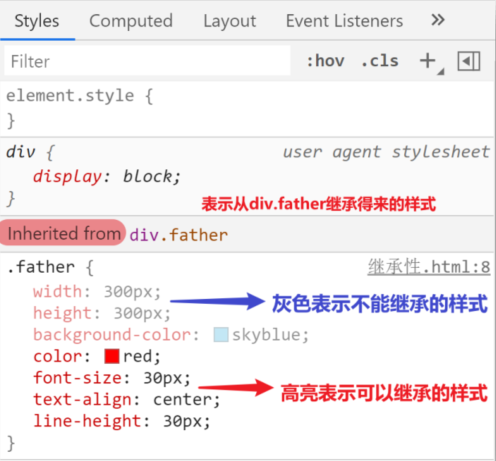 Styles Computed Layout Event Listeners »
Filter :hov .cls +
element.style {
}
div { user agent stylesheet
display: block;
}
表示从div.father继承得来的样式
Inherited from div.father
.father { 继承性.html:8
width: 300px;
height: 300px;
灰色表示不能继承的样式
background-color: skyblue;
color: red;
font-size: 30px;
text-align: center;
高亮表示可以继承的样式
line-height: 30px;
}